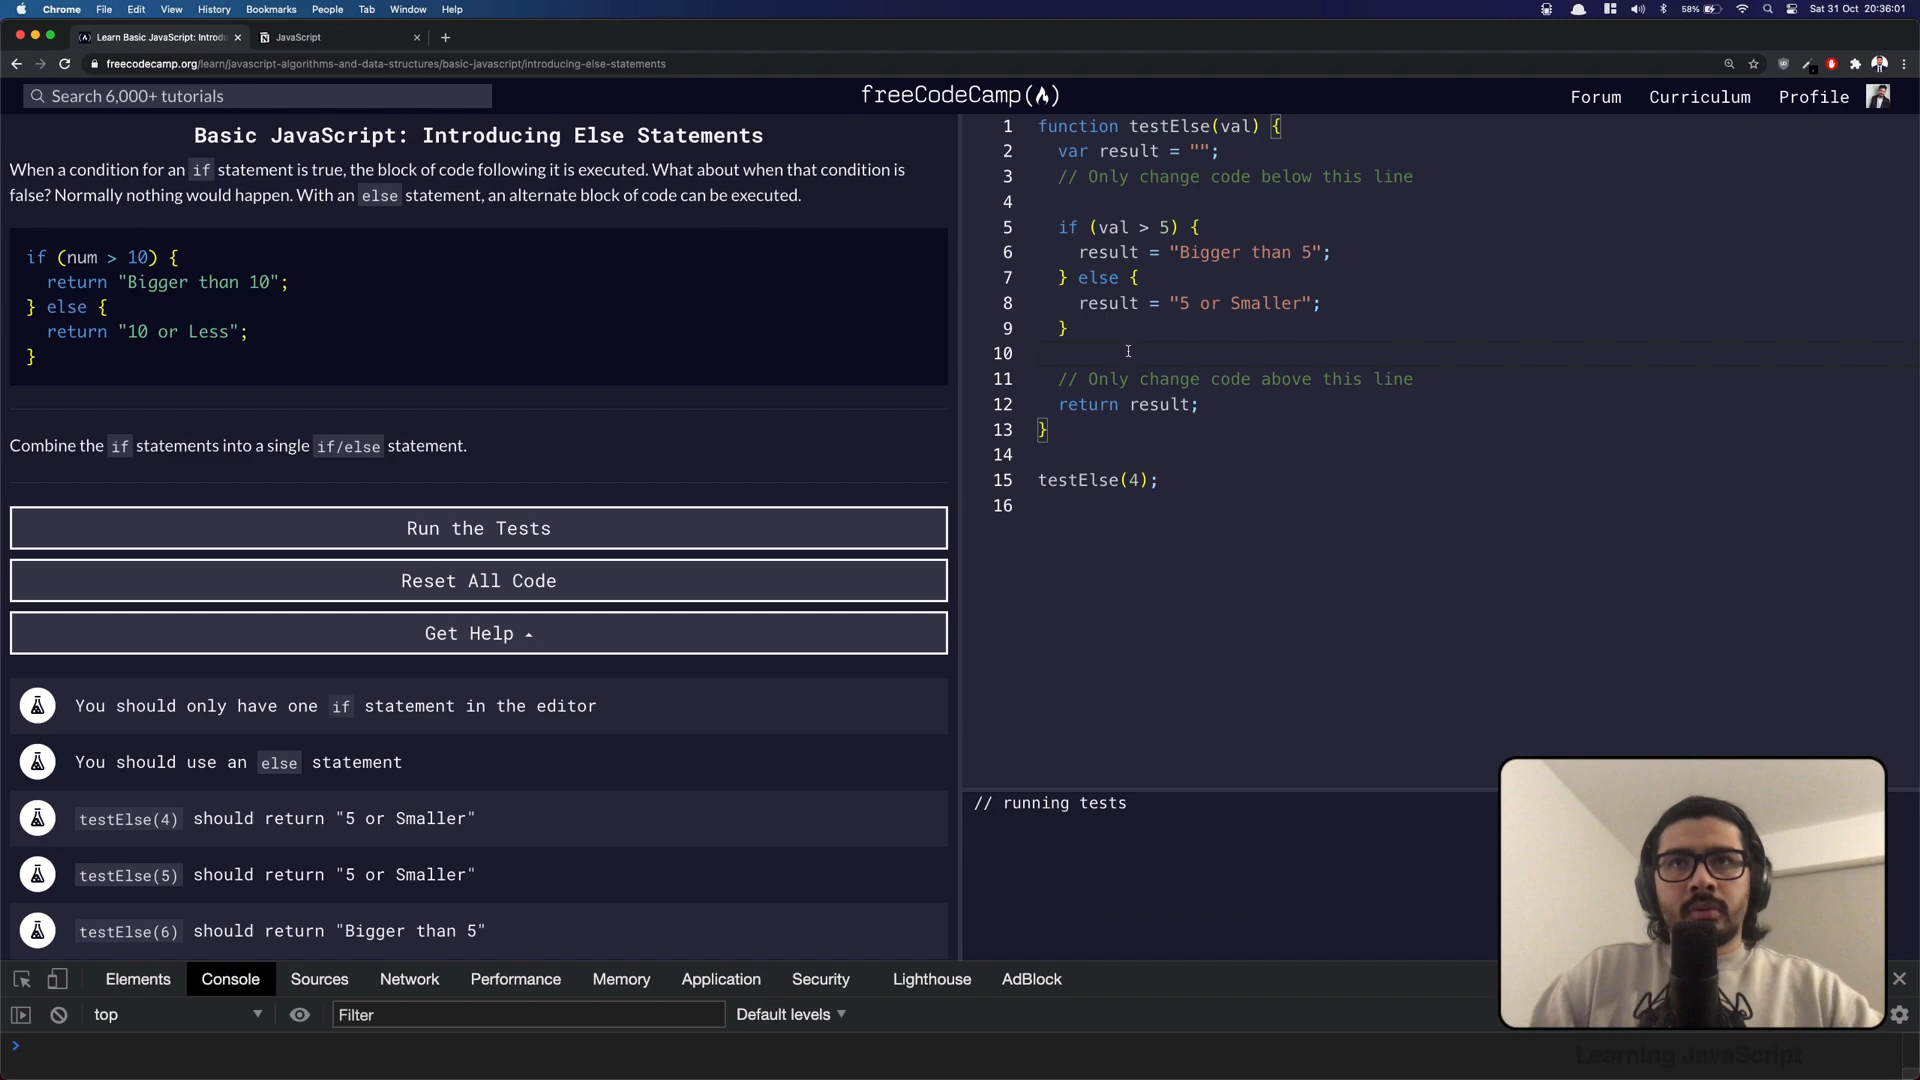 Chrome File Edit View History Bookmarks People Tab Window Help 58% Sat 31 Oct 20:36:01
Learn Basic JavaScript: Introdu JavaScript
freecodecamp.org/learn/javascript-algorithms-and-data-structures/basic-javascript/introducing-else-statements
Search 6,000+ tutorials
freeCodeCamp
Forum Curriculum Profile
Basic JavaScript: Introducing Else Statements
When a condition for an if statement is true, the block of code following it is executed. What about when that condition is
false? Normally nothing would happen. With an else statement, an alternate block of code can be executed.
if (num > 10) {
return "Bigger than 10";
} else {
return "10 or Less";
}
Combine the if statements into a single if/else statement.
Run the Tests
Reset All Code
Get Help
You should only have one if statement in the editor
You should use an else statement
testElse(4) should return "5 or Smaller"
testElse(5) should return "5 or Smaller"
testElse(6) should return "Bigger than 5"
1 function testElse(val) {
2 var result = "";
3 // Only change code below this line
4
5 if (val > 5) {
6 result = "Bigger than 5";
7 } else {
8 result = "5 or Smaller";
9 }
10
11 // Only change code above this line
12 return result;
13 }
14
15 testElse(4);
16
// running tests
Elements Console Sources Network Performance Memory Application Security Lighthouse AdBlock
top Filter Default levels
>
Learning JavaScript